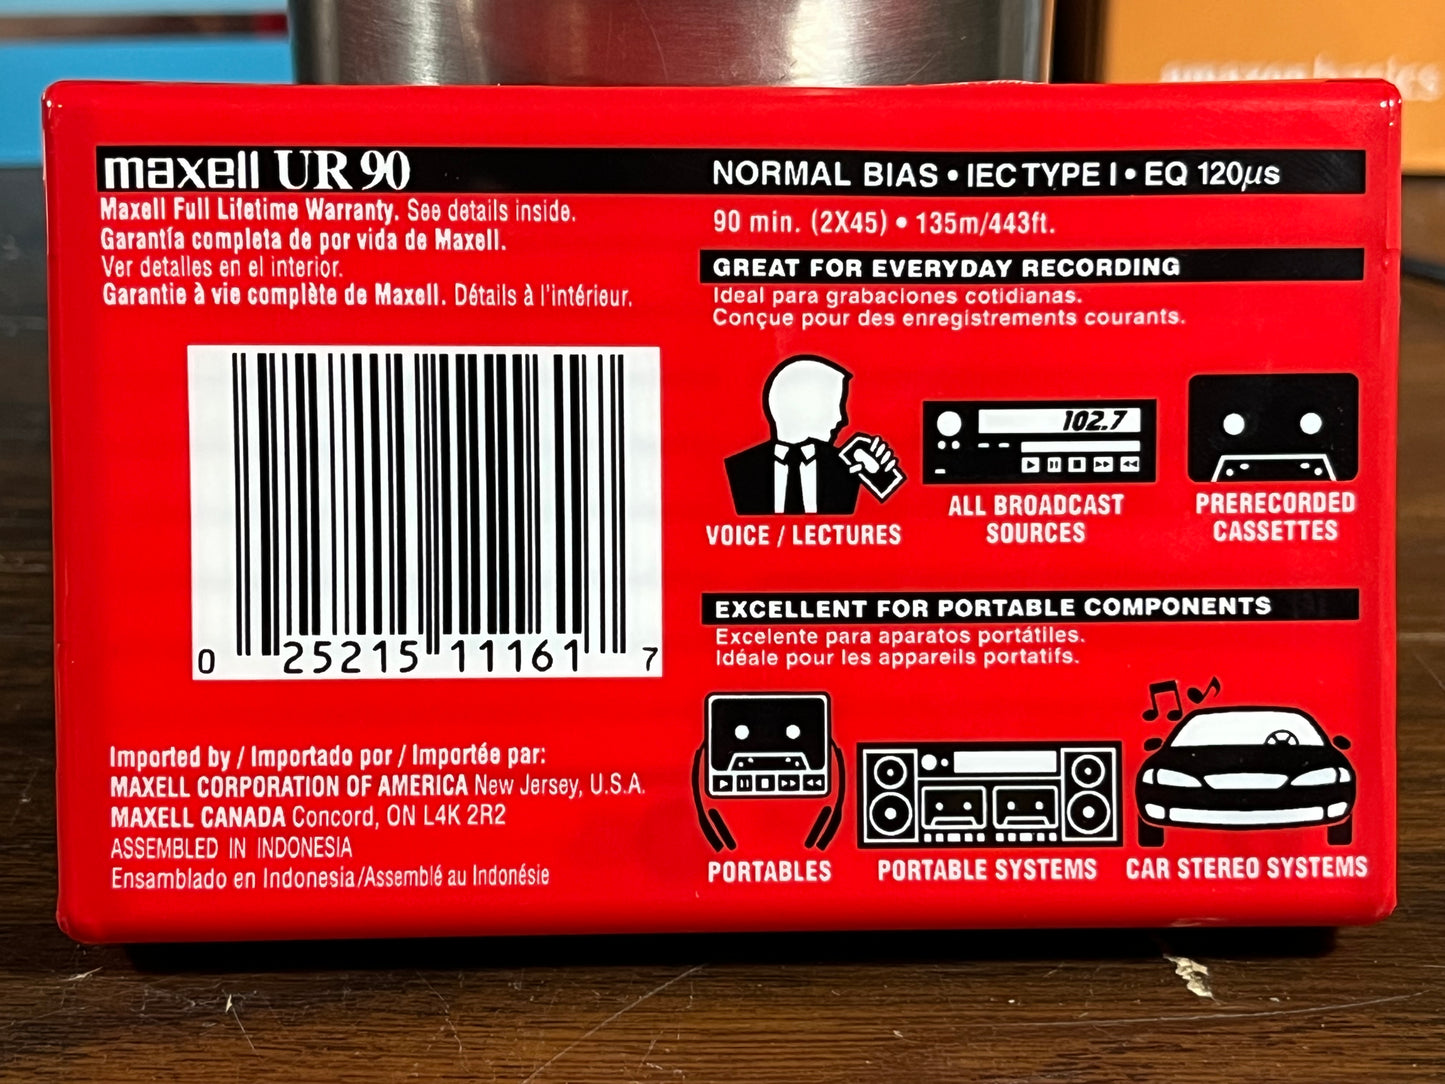 amazon basics
maxell UR 90
Maxell Full Lifetime Warranty. See details inside.
Garantía completa de por vida de Maxell.
Ver detalles en el interior.
Garantie à vie complète de Maxell. Détails à l'intérieur.
0 25215 11161 7
Imported by / Importado por / Importée par:
MAXELL CORPORATION OF AMERICA New Jersey, U.S.A.
MAXELL CANADA Concord, ON L4K 2R2
ASSEMBLED IN INDONESIA
Ensamblado en Indonesia/Assemblé au Indonésie
NORMAL BIAS • IEC TYPE I • EQ 120µs
90 min. (2X45) • 135m/443ft.
GREAT FOR EVERYDAY RECORDING
Ideal para grabaciones cotidianas.
Conçue pour des enregistrements courants.
102.7
VOICE / LECTURES
ALL BROADCAST
SOURCES
PRERECORDED
CASSETTES
EXCELLENT FOR PORTABLE COMPONENTS
Excelente para aparatos portátiles.
Idéale pour les appareils portatifs.
PORTABLES
PORTABLE SYSTEMS
CAR STEREO SYSTEMS